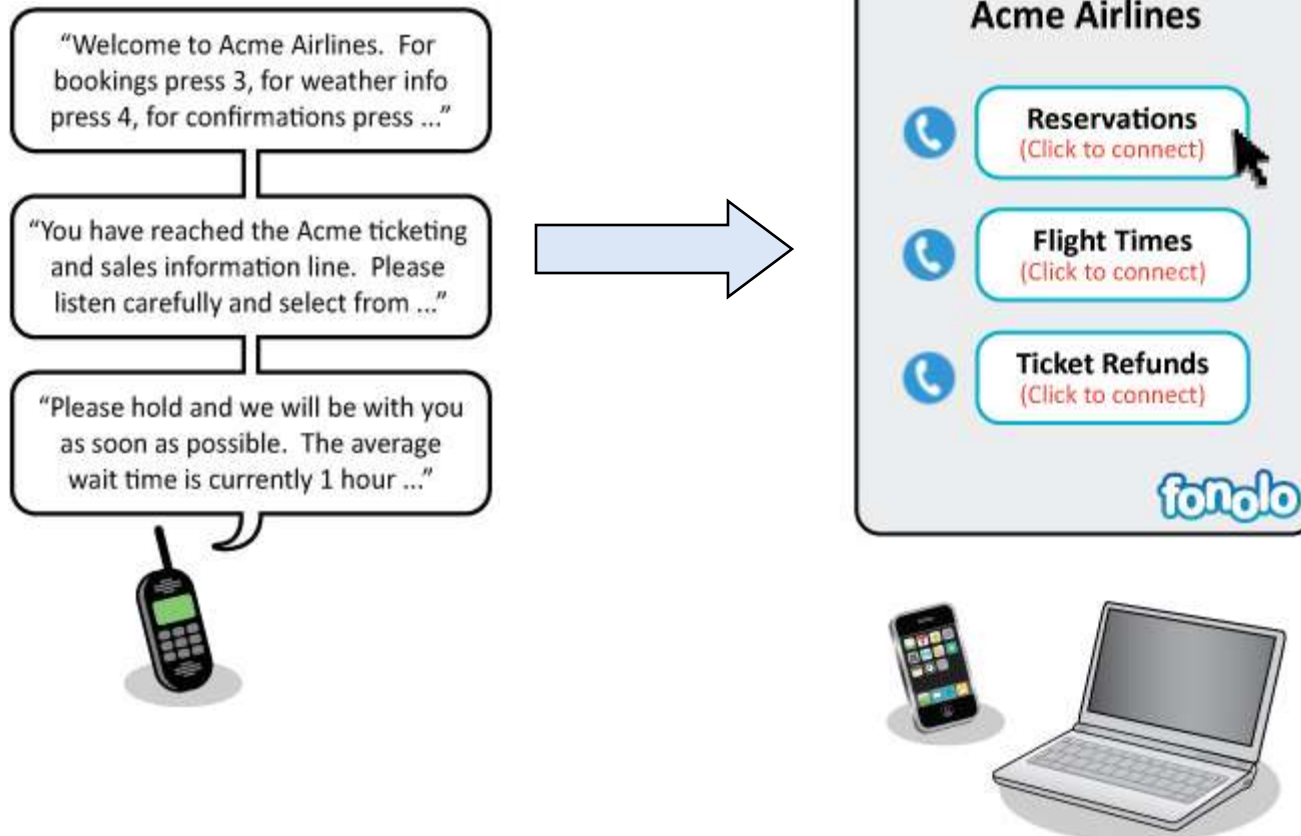 “Welcome to Acme Airlines. For
bookings press 3, for weather info
press 4, for confirmations press ...”
“You have reached the Acme ticketing
and sales information line. Please
listen carefully and select from ...”
“Please hold and we will be with you
as soon as possible. The average
wait time is currently 1 hour ...”
Acme Airlines
Reservations
(Click to connect)
Flight Times
(Click to connect)
Ticket Refunds
(Click to connect)
fonolo